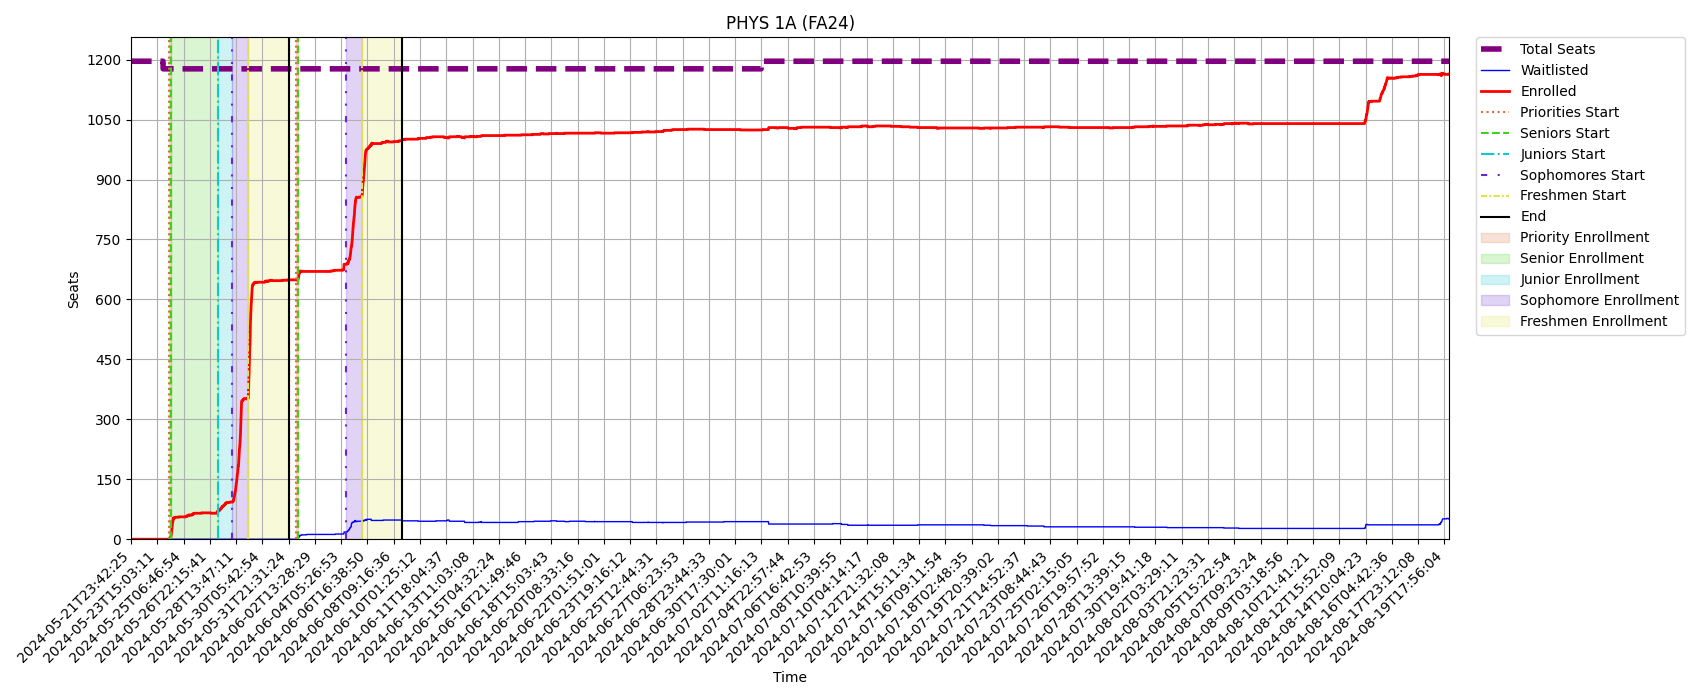 PHYS 1A (FA24)
Seats
1200
1050
900
750
600
450
300
150
0
2024-05-21T23:42:25
2024-05-23T15:03:11
2024-05-25T06:46:54
2024-05-26T22:15:41
2024-05-28T13:47:11
2024-05-30T05:42:54
2024-05-31T21:31:24
2024-06-02T13:28:29
2024-06-04T05:26:53
2024-06-06T16:38:50
2024-06-08T09:16:36
2024-06-10T01:25:12
2024-06-11T18:04:37
2024-06-13T11:03:08
2024-06-15T04:32:24
2024-06-16T21:49:46
2024-06-18T15:03:43
2024-06-20T08:33:16
2024-06-22T01:51:01
2024-06-23T19:16:12
2024-06-25T12:44:31
2024-06-27T06:23:53
2024-06-28T23:44:33
2024-06-30T17:30:01
2024-07-02T11:16:13
2024-07-04T22:57:44
2024-07-06T16:42:53
2024-07-08T10:39:55
2024-07-10T04:14:17
2024-07-12T21:32:08
2024-07-14T15:11:34
2024-07-16T09:11:54
2024-07-18T02:48:35
2024-07-19T20:39:02
2024-07-21T14:52:37
2024-07-23T08:44:43
2024-07-25T02:15:05
2024-07-26T19:57:52
2024-07-28T13:39:15
2024-07-30T19:41:18
2024-08-02T03:29:11
2024-08-03T21:23:31
2024-08-05T15:22:54
2024-08-07T09:23:24
2024-08-09T03:18:56
2024-08-10T21:41:21
2024-08-12T15:52:09
2024-08-14T10:04:23
2024-08-16T04:42:36
2024-08-17T23:12:08
2024-08-19T17:56:04
Time
Total Seats
Waitlisted
Enrolled
Priorities Start
Seniors Start
Juniors Start
Sophomores Start
Freshmen Start
End
Priority Enrollment
Senior Enrollment
Junior Enrollment
Sophomore Enrollment
Freshmen Enrollment